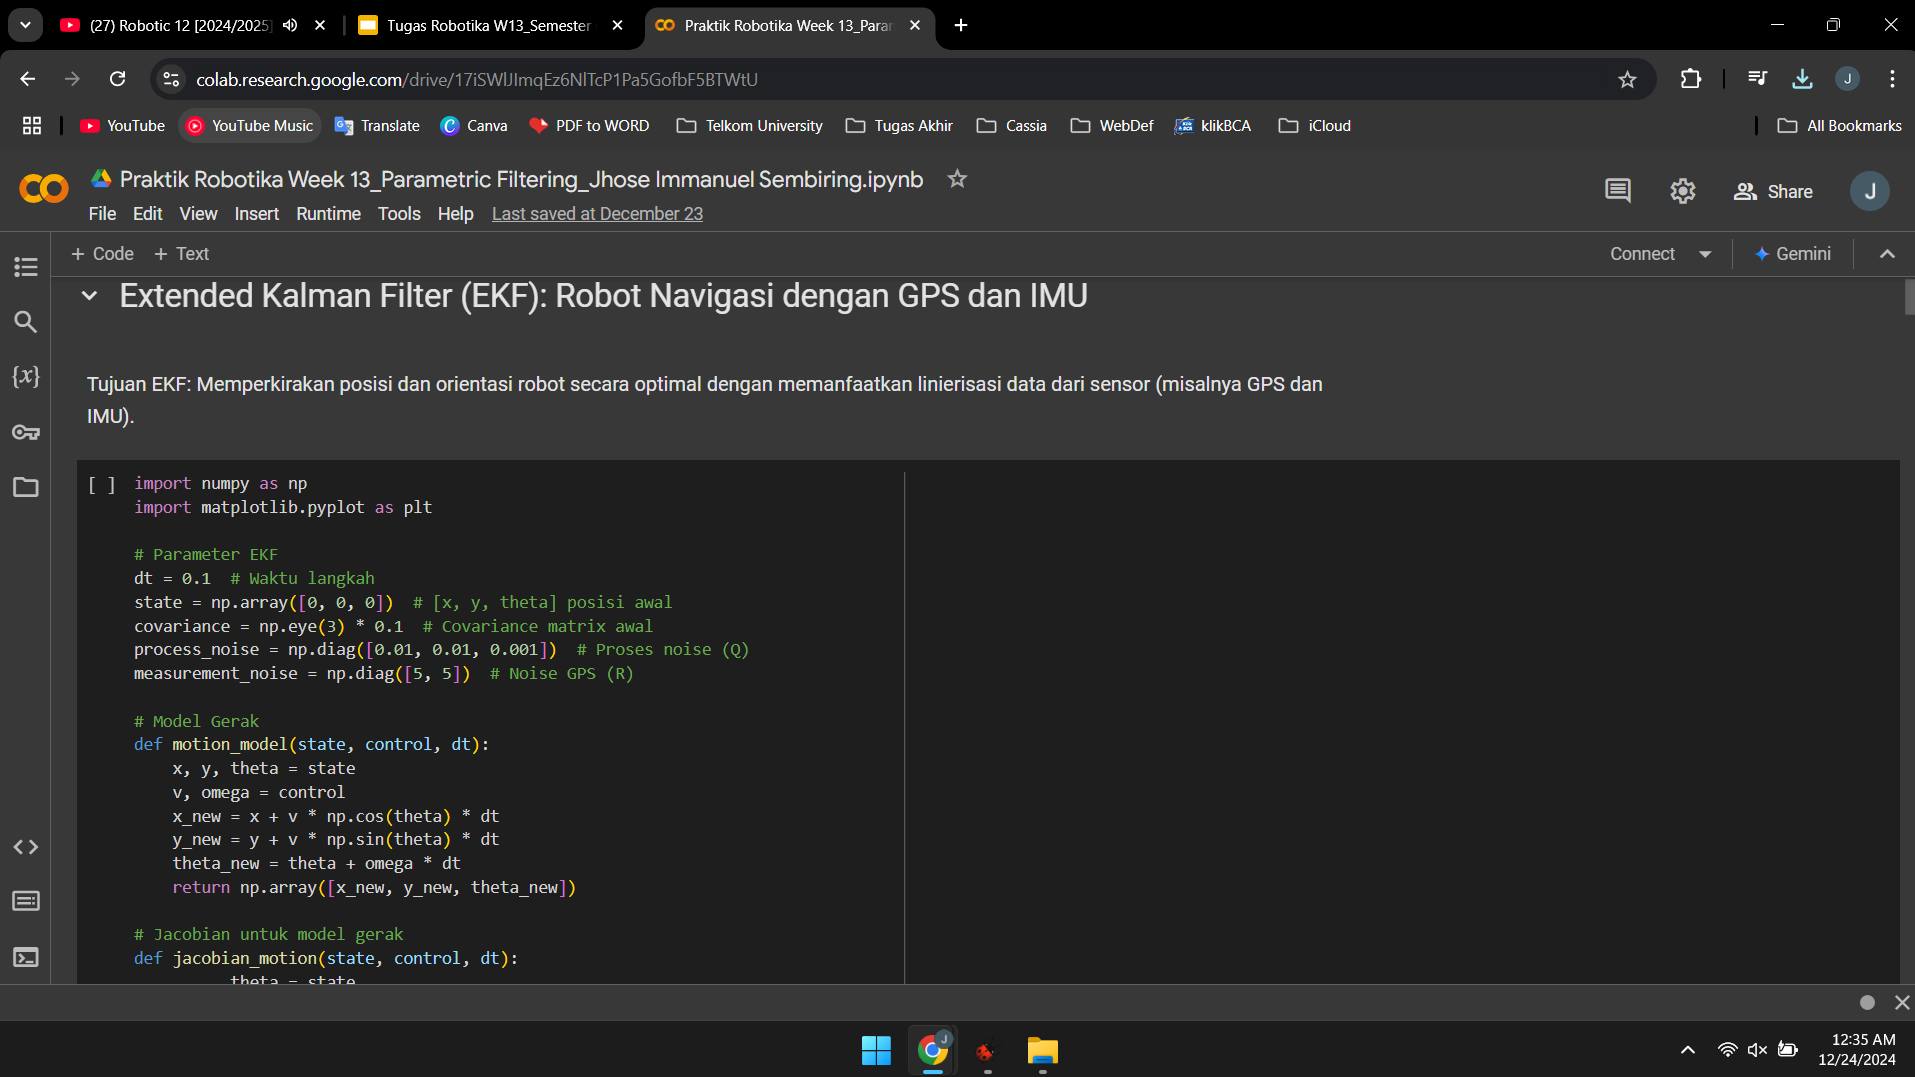 (27) Robotic 12 [2024/2025]
Tugas Robotika W13_Semester
Praktik Robotika Week 13_Para
colab.research.google.com/drive/17iSWlJImqEz6NlTcP1Pa5GofbF5BTWtU
J
YouTube
YouTube Music
Translate
Canva
PDF to WORD
Telkom University
Tugas Akhir
Cassia
WebDef
klikBCA
iCloud
All Bookmarks
Praktik Robotika Week 13_Parametric Filtering_Jhose Immanuel Sembiring.ipynb
Share
J
File Edit View Insert Runtime Tools Help Last saved at December 23
+ Code + Text
Connect
Gemini
Extended Kalman Filter (EKF): Robot Navigasi dengan GPS dan IMU
Tujuan EKF: Memperkirakan posisi dan orientasi robot secara optimal dengan memanfaatkan linierisasi data dari sensor (misalnya GPS dan
IMU).
[ ] import numpy as np
import matplotlib.pyplot as plt
# Parameter EKF
dt = 0.1 # Waktu langkah
state = np.array([0, 0, 0]) # [x, y, theta] posisi awal
covariance = np.eye(3) * 0.1 # Covariance matrix awal
process_noise = np.diag([0.01, 0.01, 0.001]) # Proses noise (Q)
measurement_noise = np.diag([5, 5]) # Noise GPS (R)
# Model Gerak
def motion_model(state, control, dt):
x, y, theta = state
v, omega = control
x_new = x + v * np.cos(theta) * dt
y_new = y + v * np.sin(theta) * dt
theta_new = theta + omega * dt
return np.array([x_new, y_new, theta_new])
# Jacobian untuk model gerak
def jacobian_motion(state, control, dt):
theta = state
12:35 AM
12/24/2024